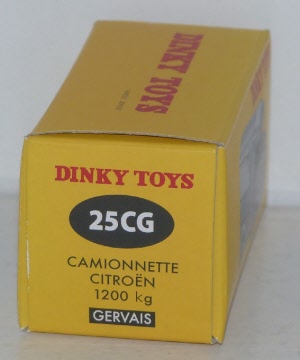 DINKY TOYS
DINKY TOYS
25CG
CAMIONNETTE
CITROËN
1200 kg
GERVAIS